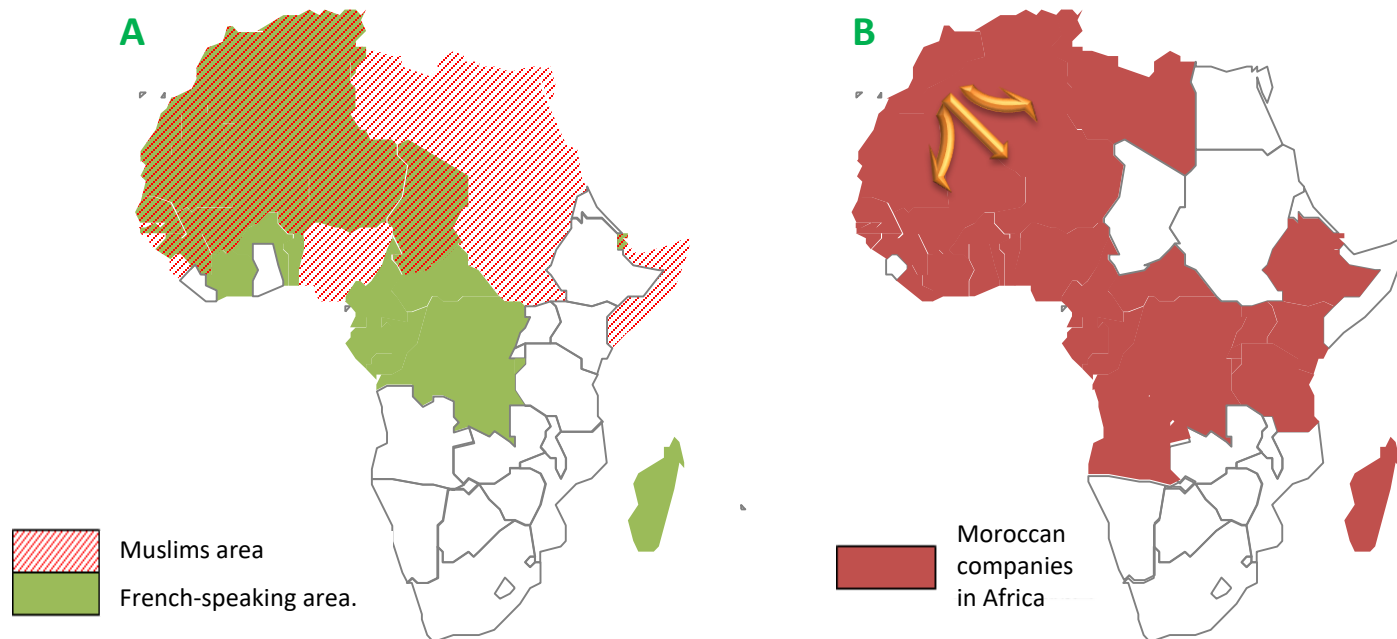 A
B
Muslims area
French-speaking area.
Moroccan
companies
in Africa